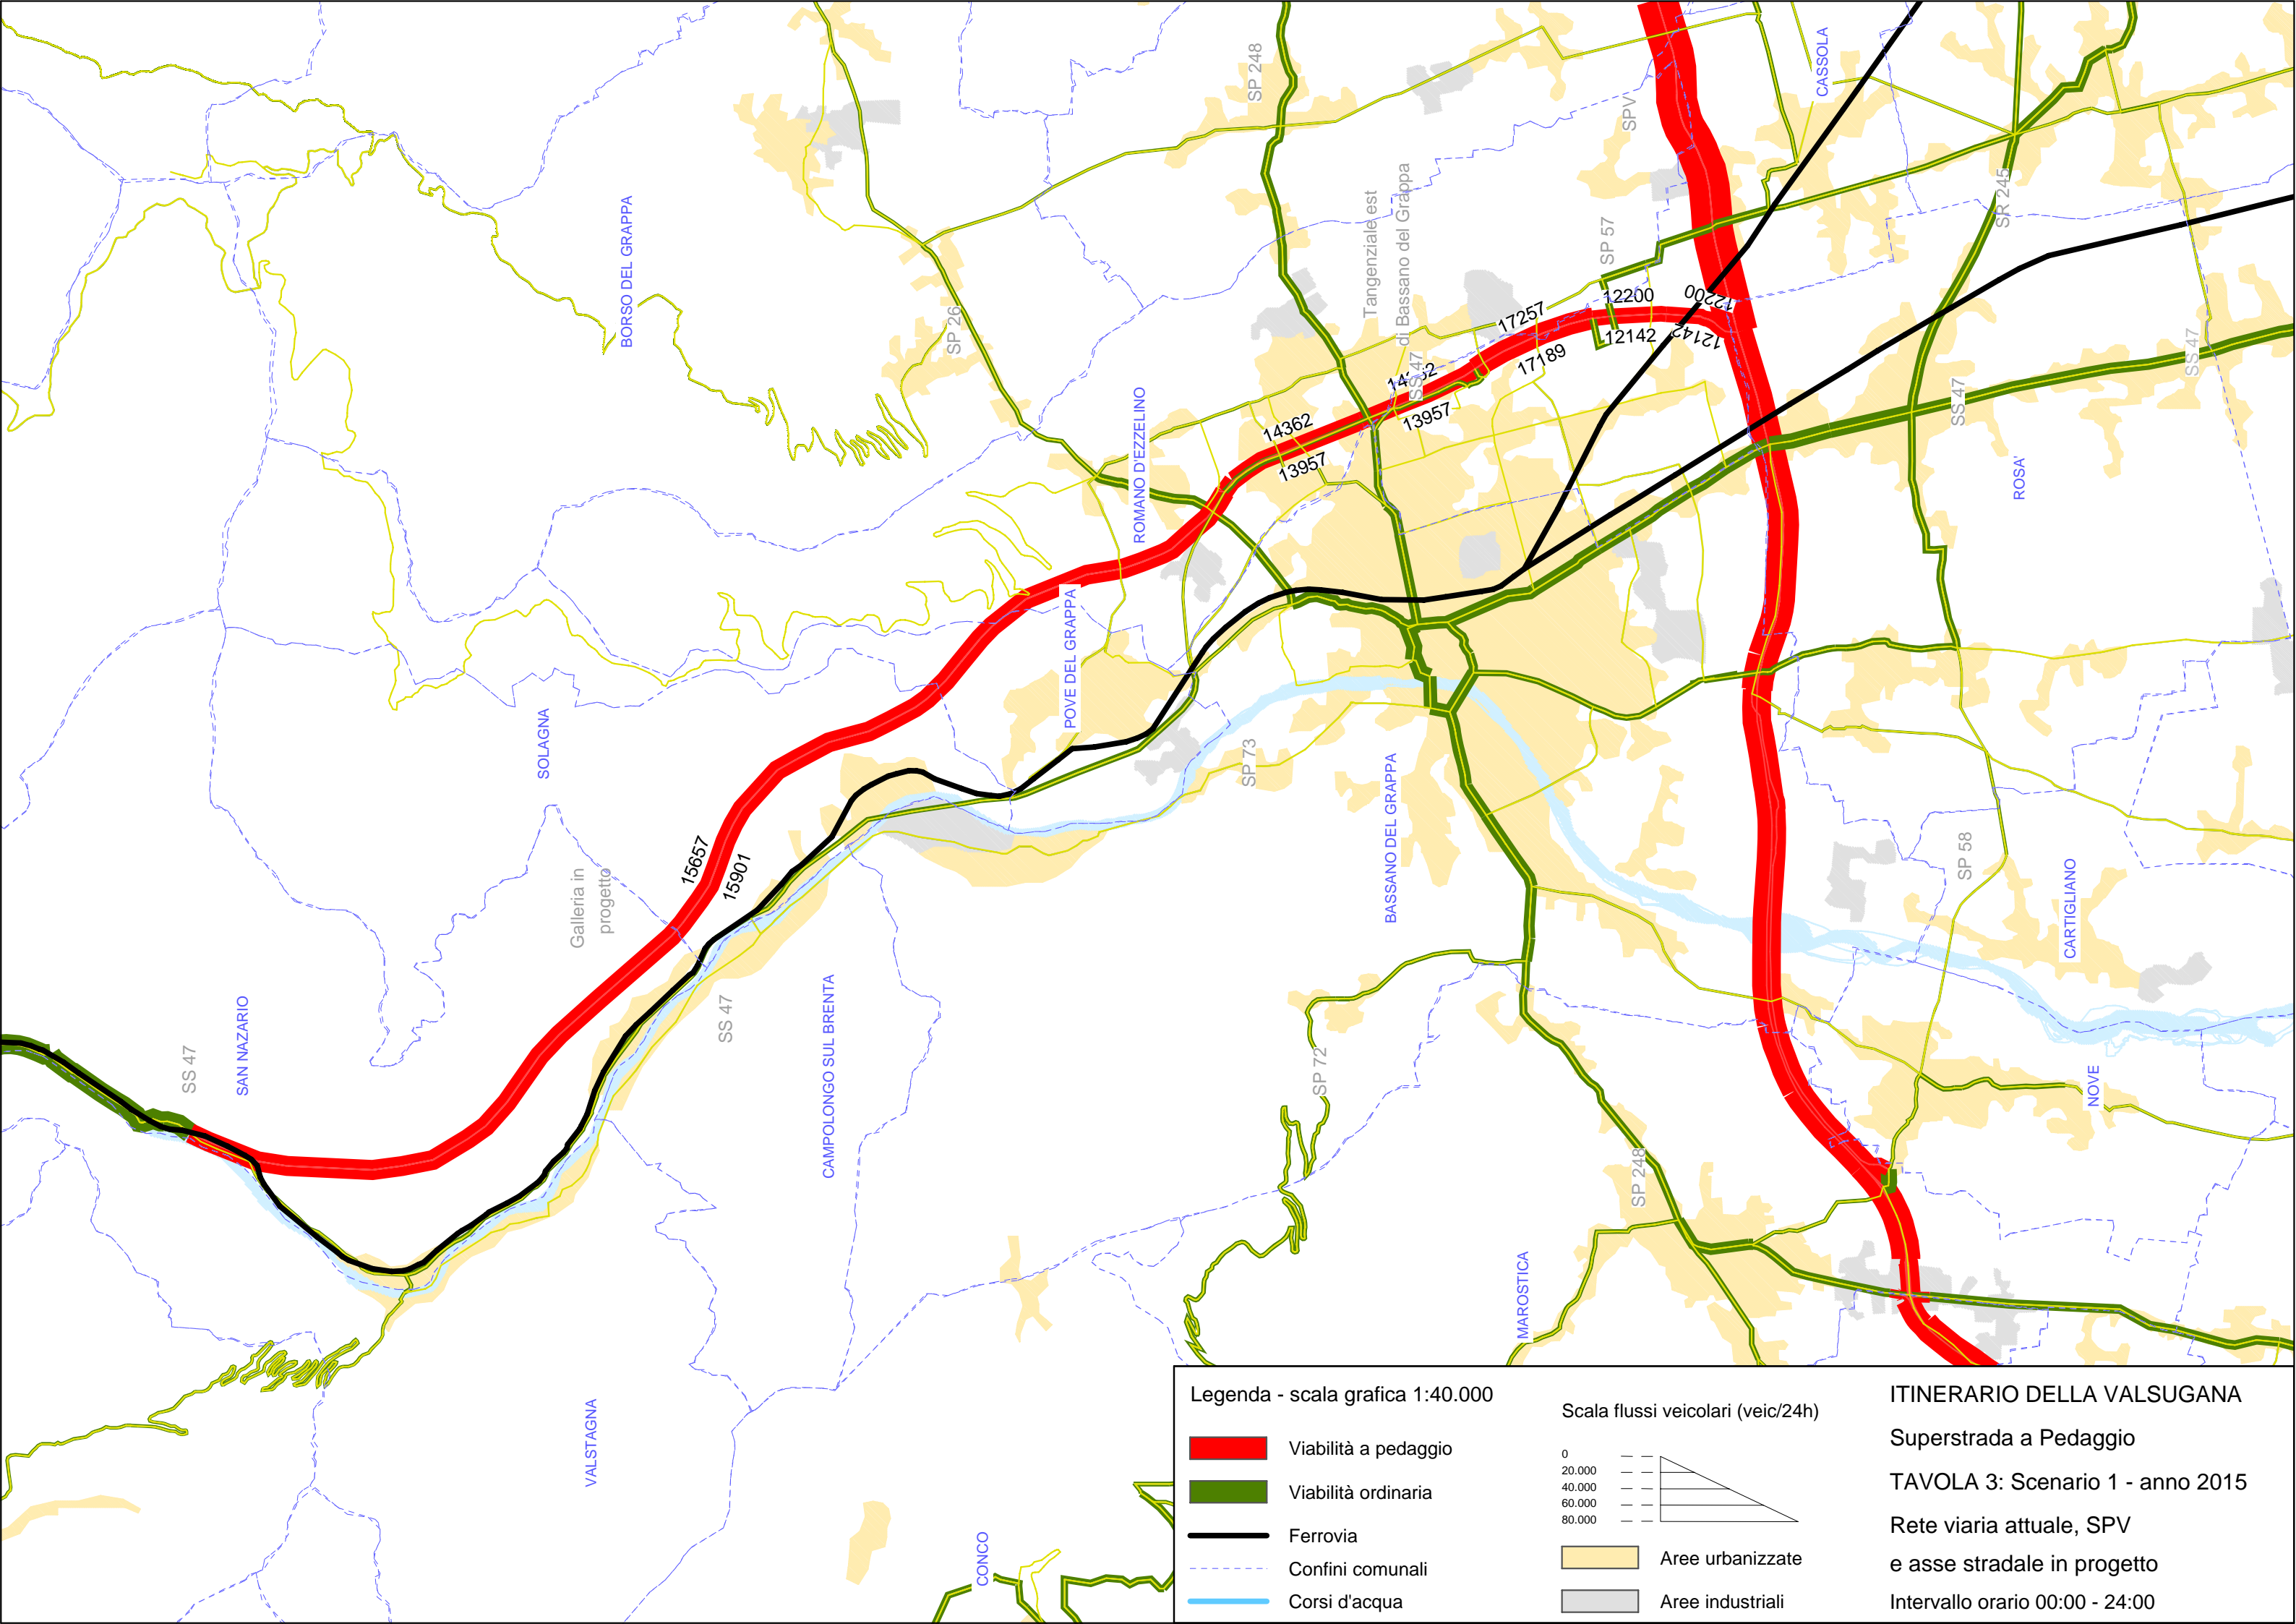 SP 248
SPV
CASSOLA
SR 245
Tangenziale est
di Bassano del Grappa
SP 57
BORSO DEL GRAPPA
SP 26
12200
12200
17257
12142
12142
17189
SS 47
SS 47
SS 47
13957
14362
13957
ROMANO D'EZZELINO
ROSA'
POVE DEL GRAPPA
SOLAGNA
SP 73
BASSANO DEL GRAPPA
15657
15901
Galleria in
progetto
SP 58
CARTIGLIANO
SS 47
SAN NAZARIO
SS 47
CAMPOLONGO SUL BRENTA
SP 72
NOVE
SP 248
MAROSTICA
VALSTAGNA
CONCO
Legenda - scala grafica 1:40.000
Viabilità a pedaggio
Viabilità ordinaria
Ferrovia
Confini comunali
Corsi d'acqua
Scala flussi veicolari (veic/24h)
0
20.000
40.000
60.000
80.000
Aree urbanizzate
Aree industriali
ITINERARIO DELLA VALSUGANA
Superstrada a Pedaggio
TAVOLA 3: Scenario 1 - anno 2015
Rete viaria attuale, SPV
e asse stradale in progetto
Intervallo orario 00:00 - 24:00